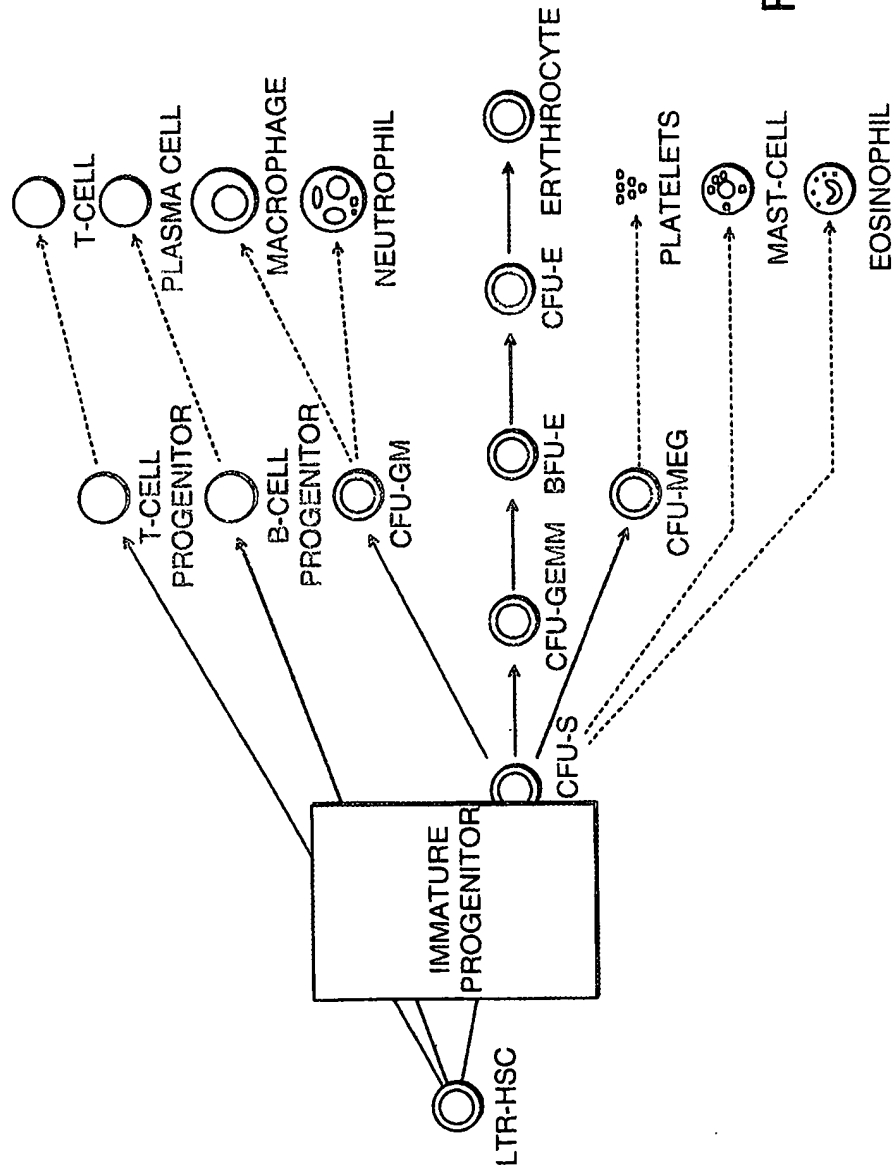 LTR-HSC
IMMATURE
PROGENITOR
CFU-S
T-CELL
PROGENITOR
B-CELL
PROGENITOR
CFU-GM
CFU-GEMM
BFU-E
CFU-E
ERYTHROCYTE
CFU-MEG
T-CELL
PLASMA CELL
MACROPHAGE
NEUTROPHIL
PLATELETS
MAST-CELL
EOSINOPHIL